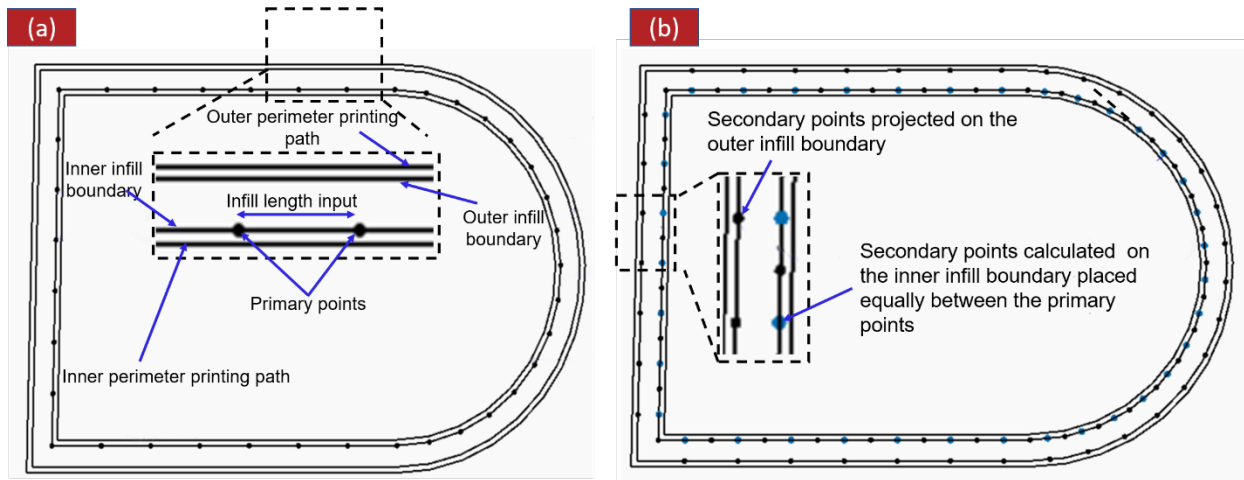 (a)
Outer perimeter printing
path
Inner infill
boundary
Infill length input
Outer infill
boundary
Primary points
Inner perimeter printing path
(b)
Secondary points projected on the
outer infill boundary
Secondary points calculated on
the inner infill boundary placed
equally between the primary
points